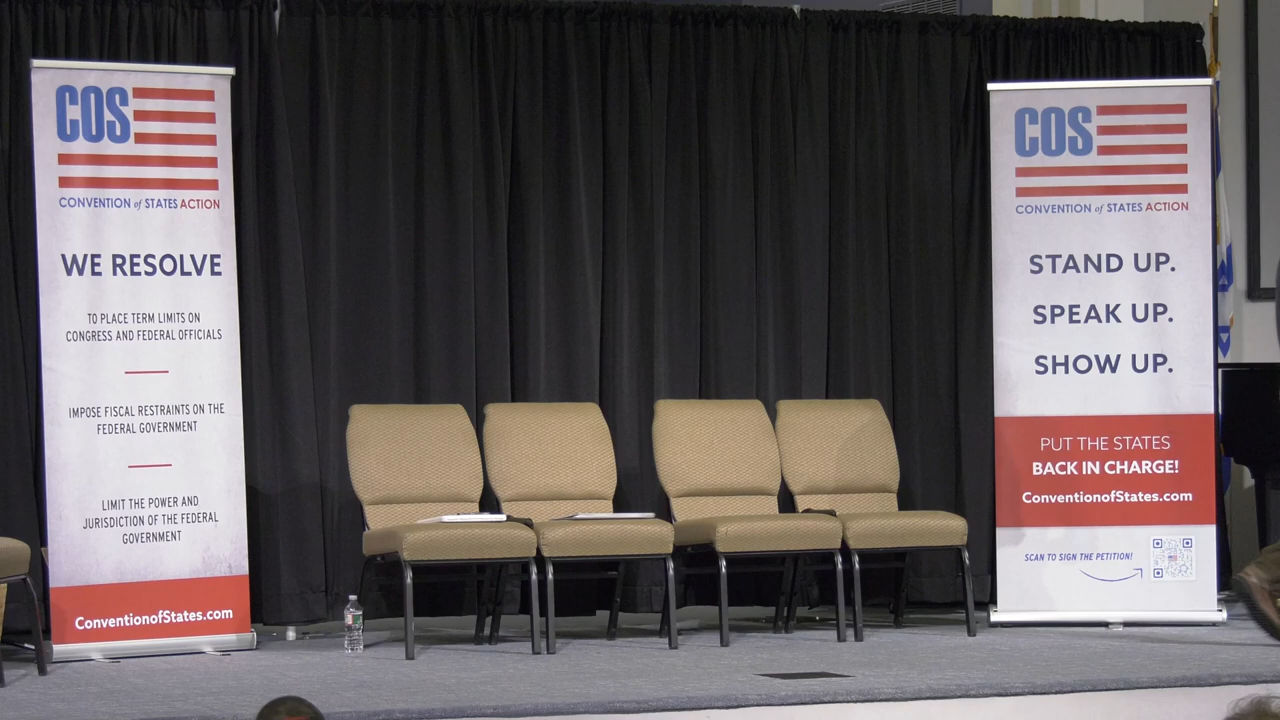 COS
CONVENTION of STATES ACTION
WE RESOLVE
TO PLACE TERM LIMITS ON
CONGRESS AND FEDERAL OFFICIALS
IMPOSE FISCAL RESTRAINTS ON THE
FEDERAL GOVERNMENT
LIMIT THE POWER AND
JURISDICTION OF THE FEDERAL
GOVERNMENT
ConventionofStates.com
COS
CONVENTION of STATES ACTION
STAND UP.
SPEAK UP.
SHOW UP.
PUT THE STATES
BACK IN CHARGE!
ConventionofStates.com
SCAN TO SIGN THE PETITION!